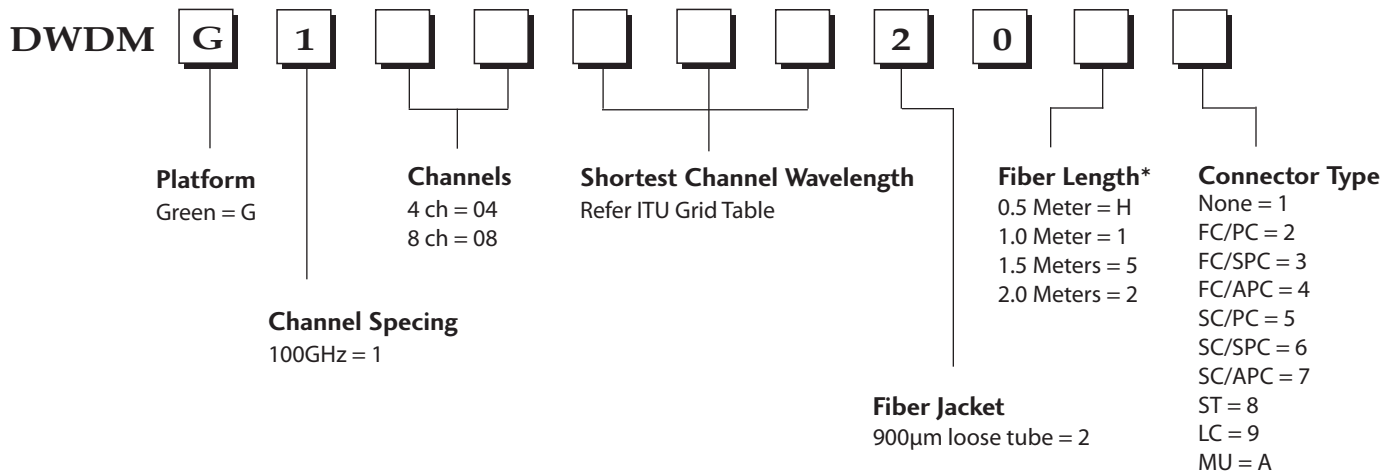 DWDM G 1 2 0
Platform
Green = G
Channel Specing
100GHz = 1
Channels
4 ch = 04
8 ch = 08
Shortest Channel Wavelength
Refer ITU Grid Table
Fiber Jacket
900µm loose tube = 2
Fiber Length*
0.5 Meter = H
1.0 Meter = 1
1.5 Meters = 5
2.0 Meters = 2
Connector Type
None = 1
FC/PC = 2
FC/SPC = 3
FC/APC = 4
SC/PC = 5
SC/SPC = 6
SC/APC = 7
ST = 8
LC = 9
MU = A